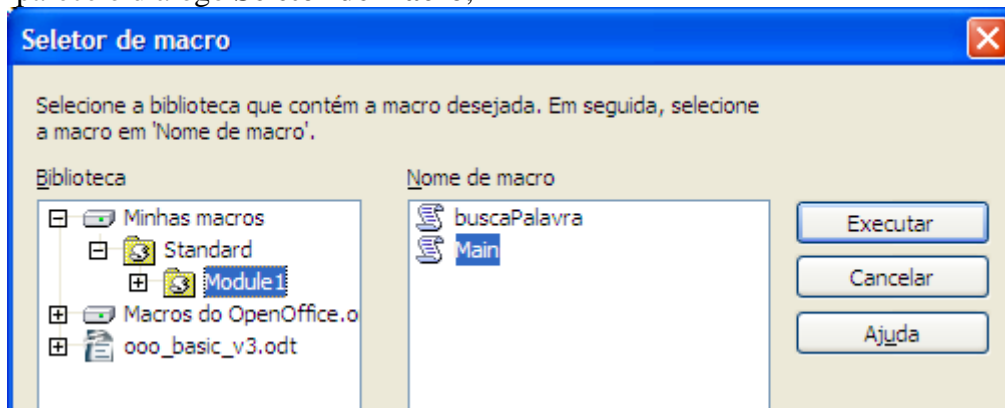 Seletor de macro
Selecione a biblioteca que contém a macro desejada. Em seguida, selecione
a macro em 'Nome de macro'.
Biblioteca
Nome de macro
Minhas macros
Standard
Module1
Macros do OpenOffice.o
ooo_basic_v3.odt
buscaPalavra
Main
Executar
Cancelar
Ajuda